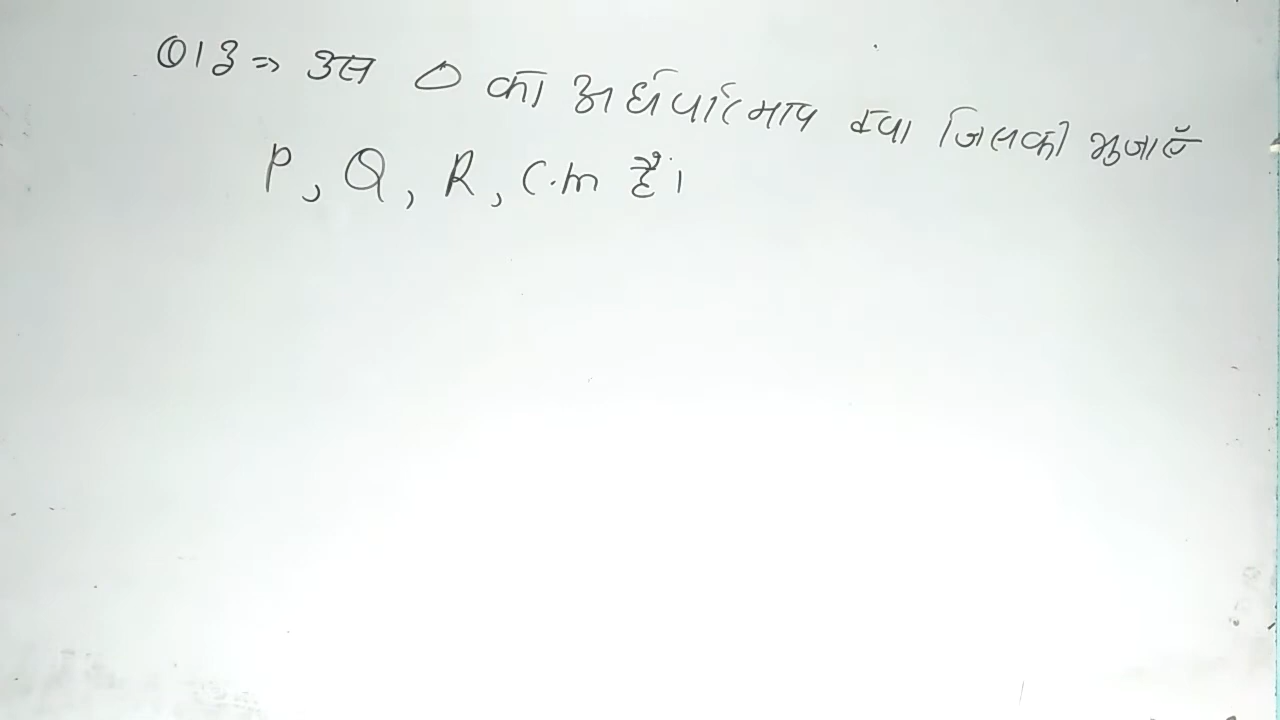 Q13 ⇒ उस △ का अर्धपरिमाप क्या जिसकी भुजाएँ
P, Q, R, C.m हैं।